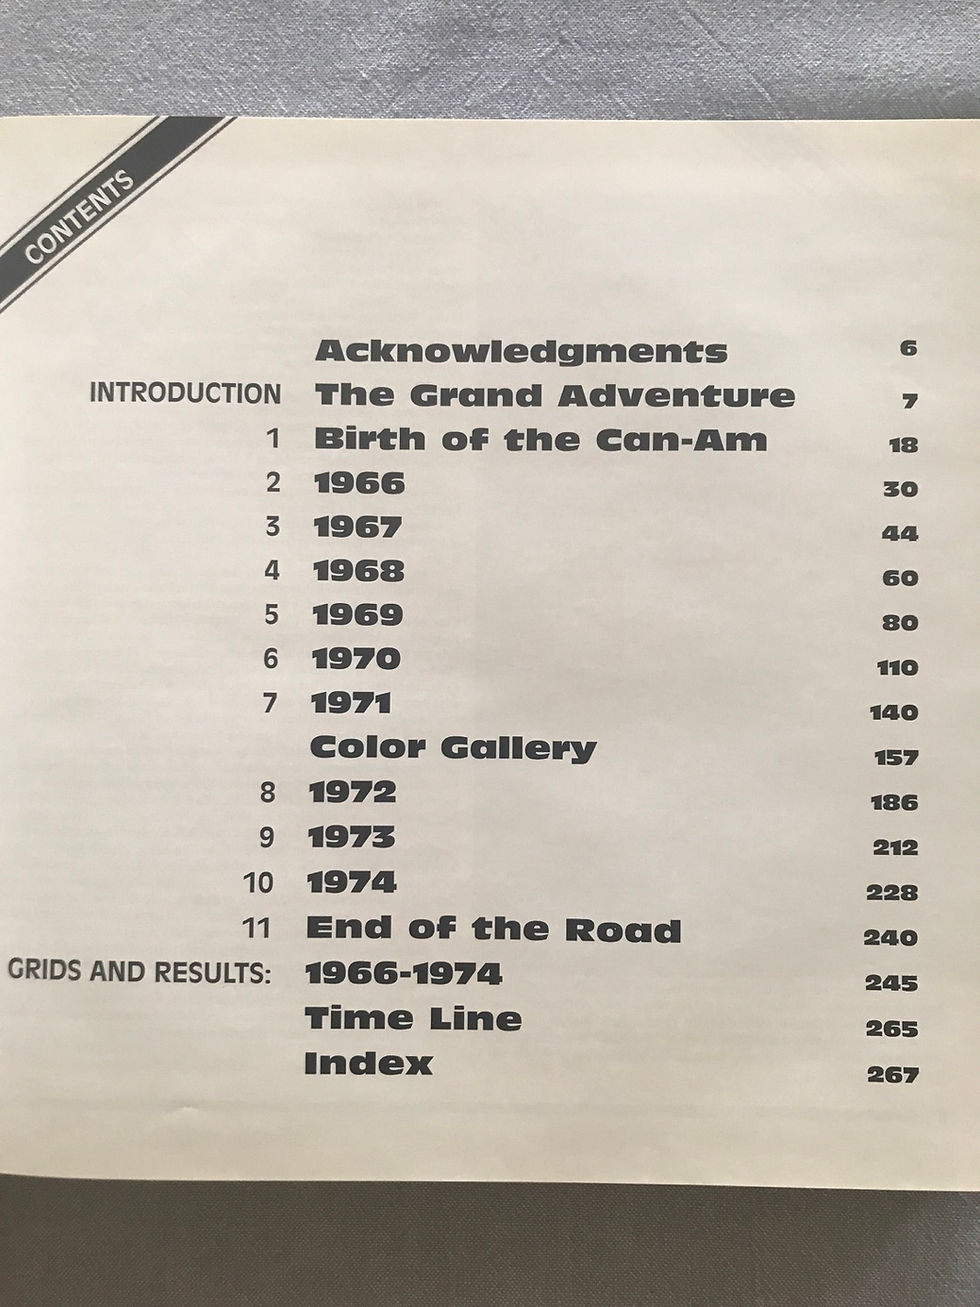 CONTENTS
Acknowledgments 6
INTRODUCTION The Grand Adventure 7
1 Birth of the Can-Am 18
2 1966 30
3 1967 44
4 1968 60
5 1969 80
6 1970 110
7 1971 140
Color Gallery 157
8 1972 186
9 1973 212
10 1974 228
11 End of the Road 240
GRIDS AND RESULTS: 1966-1974 245
Time Line 265
Index 267